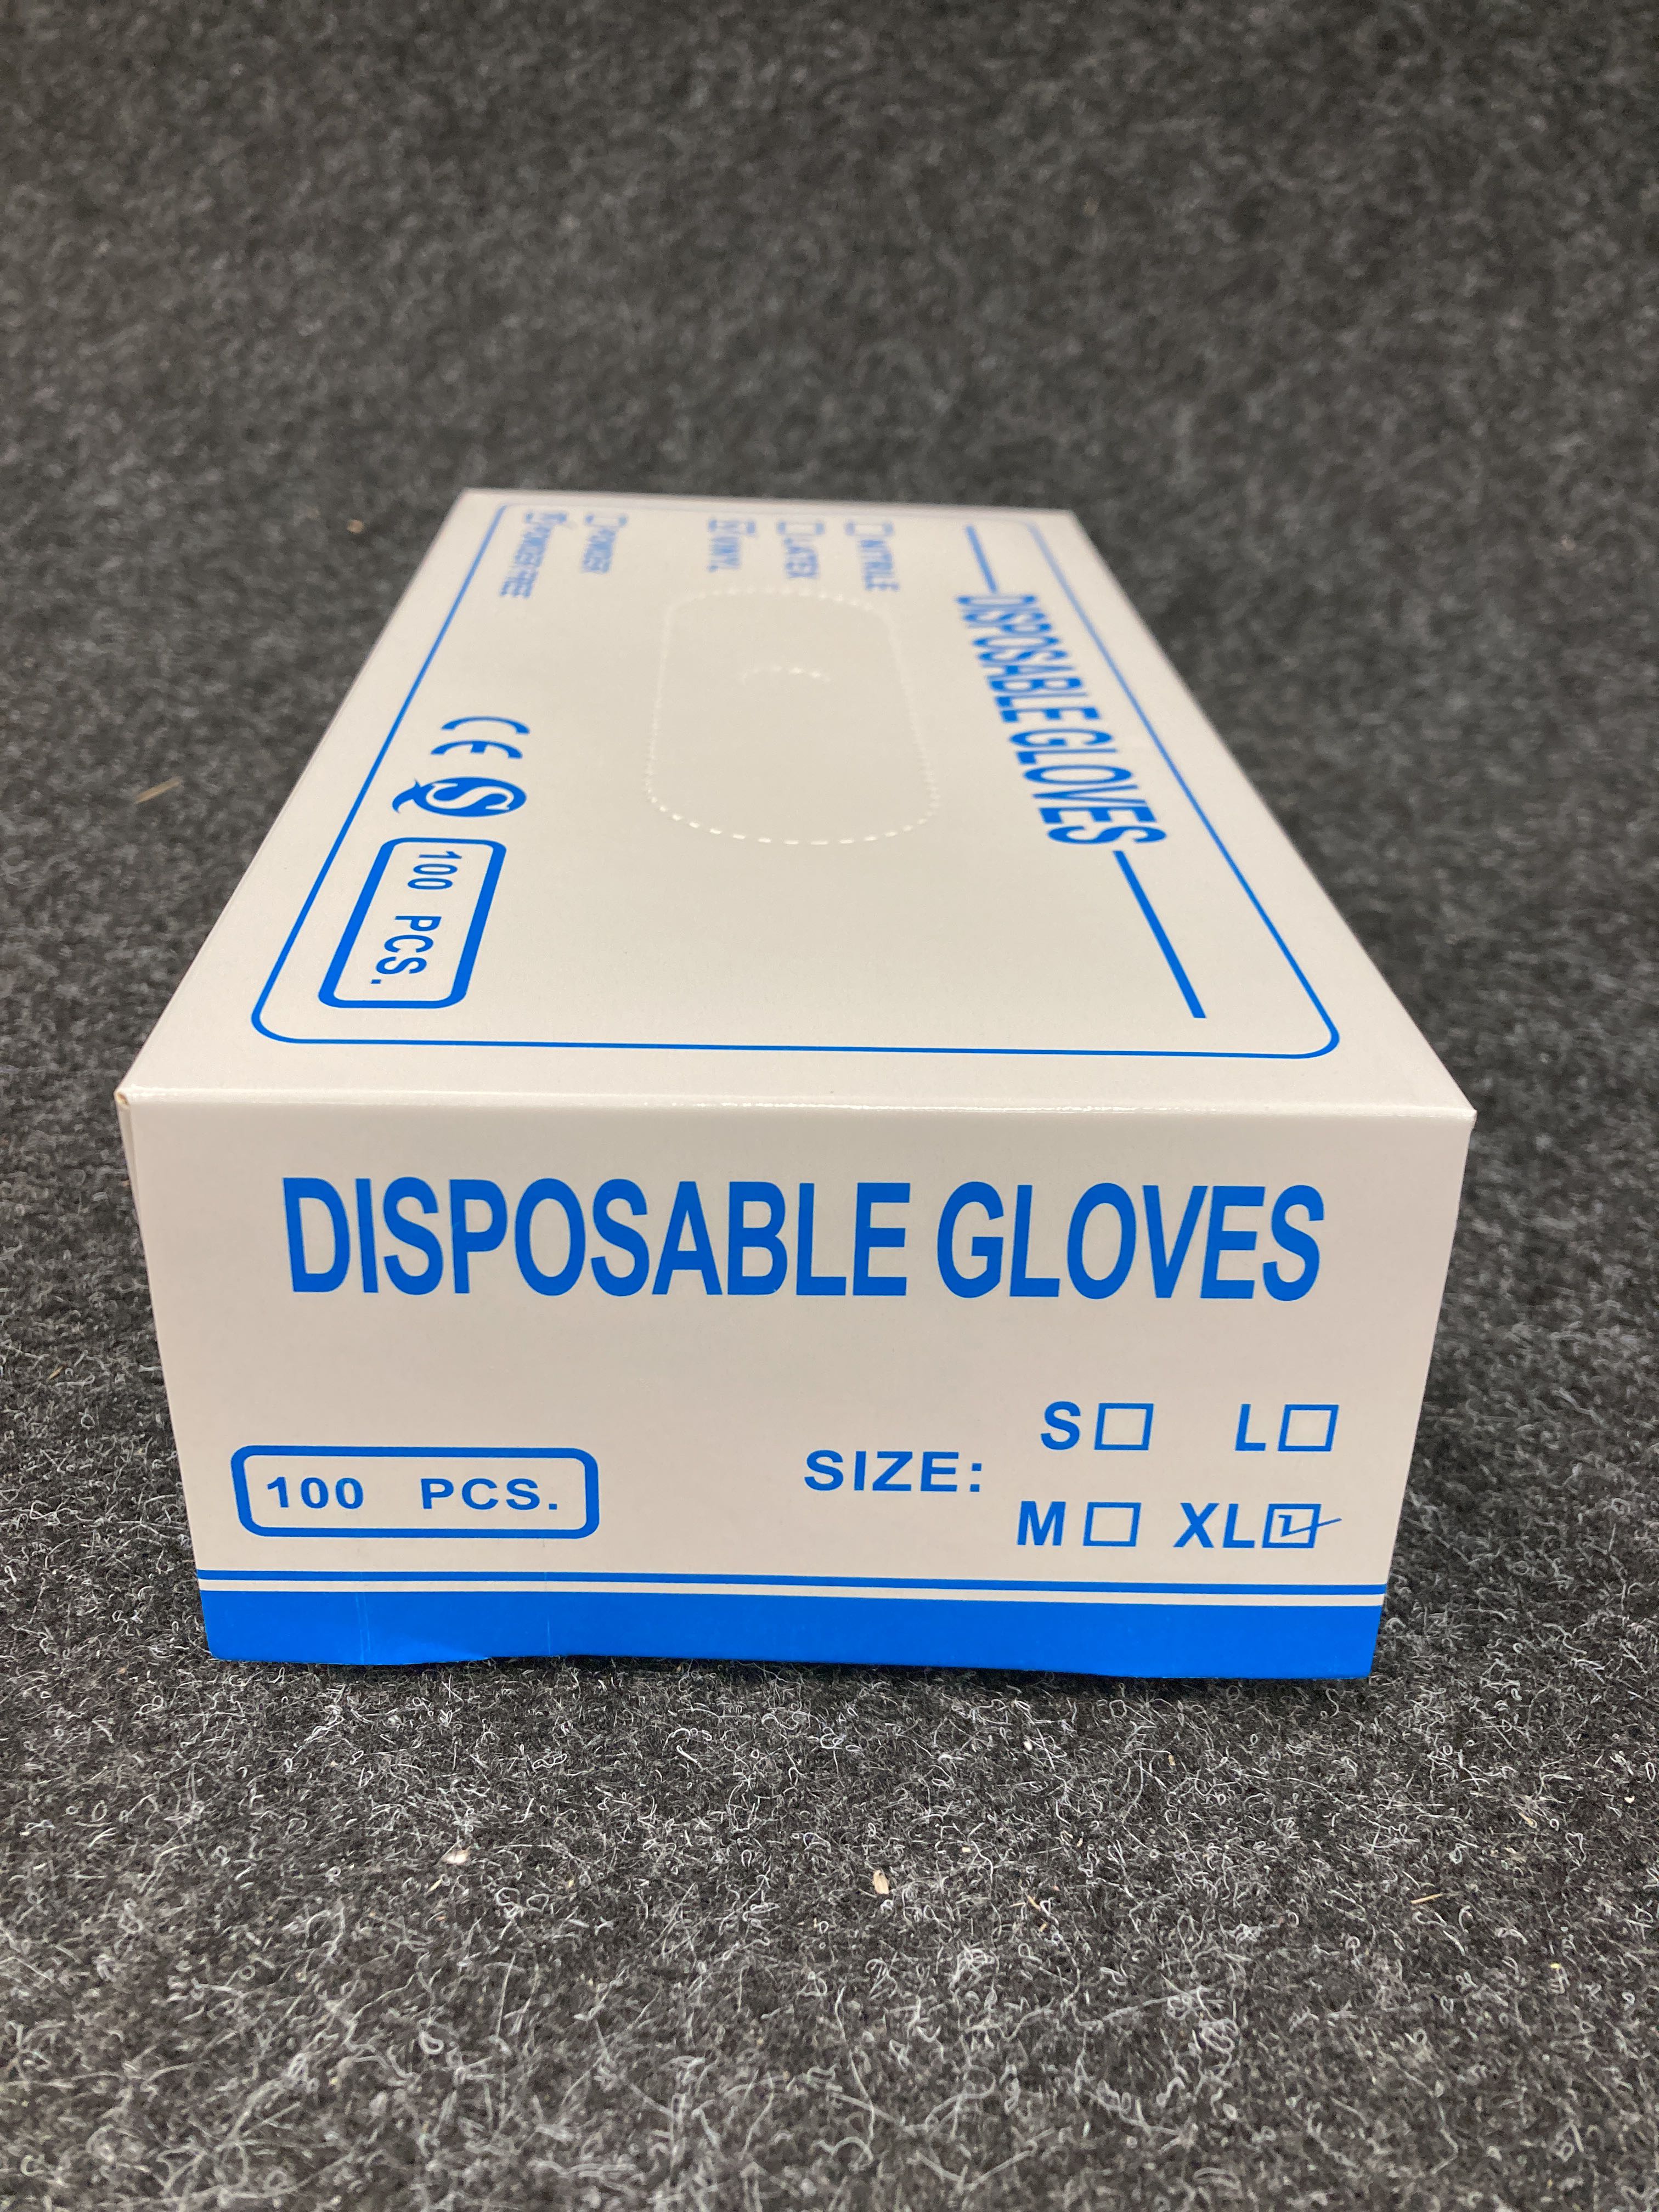 DISPOSABLE GLOVES
NITRILE
LATEX
VINYL
POWDER
POWDER FREE
CE
100 PCS.
DISPOSABLE GLOVES
100 PCS.
SIZE:
S L
M XL